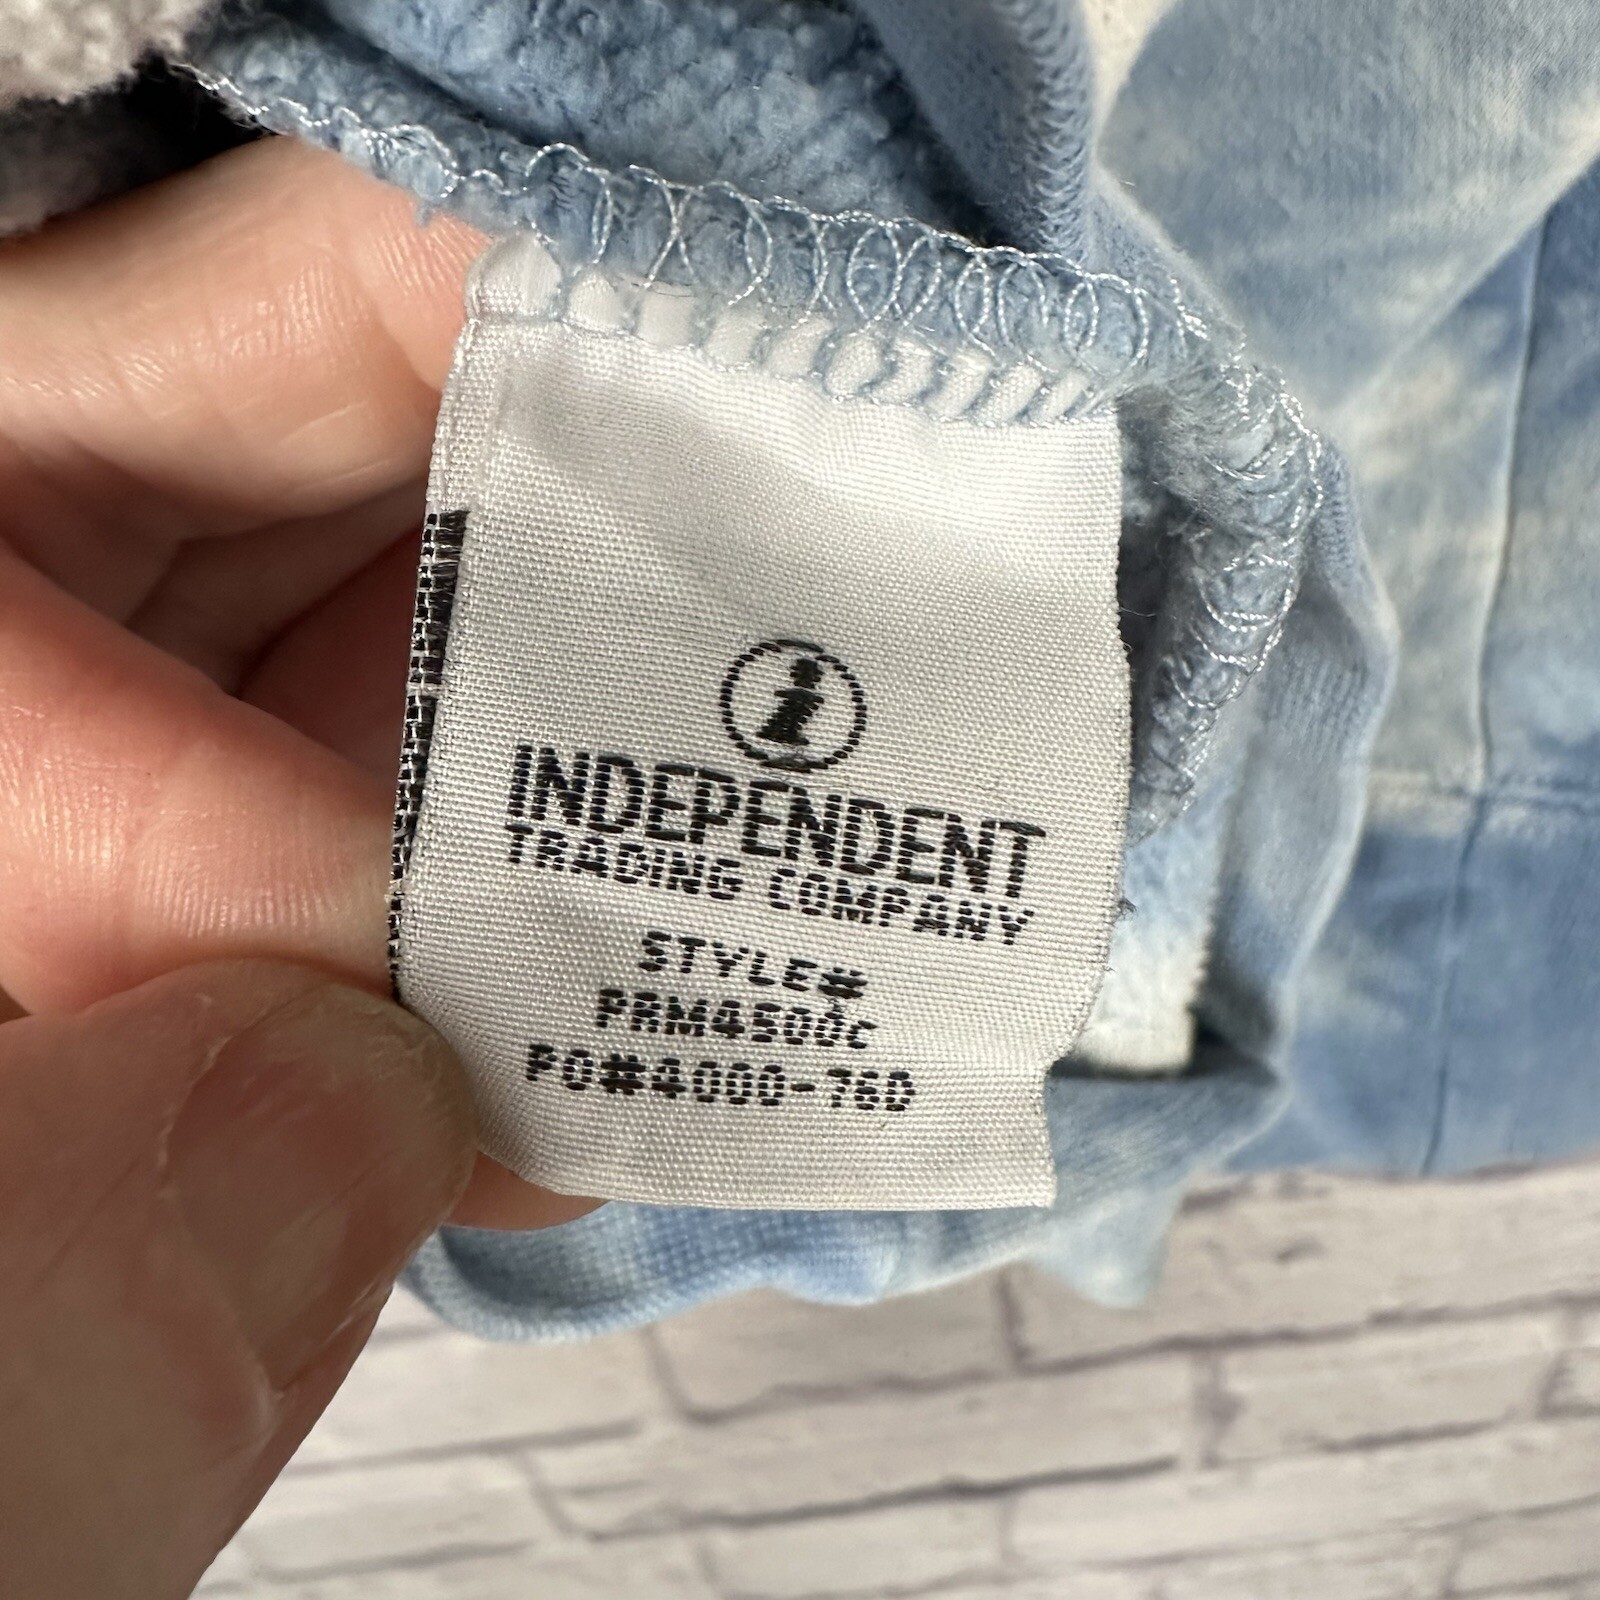 i
INDEPENDENT
TRADING COMPANY
STYLE#
PRM4500c
PO#4000-760